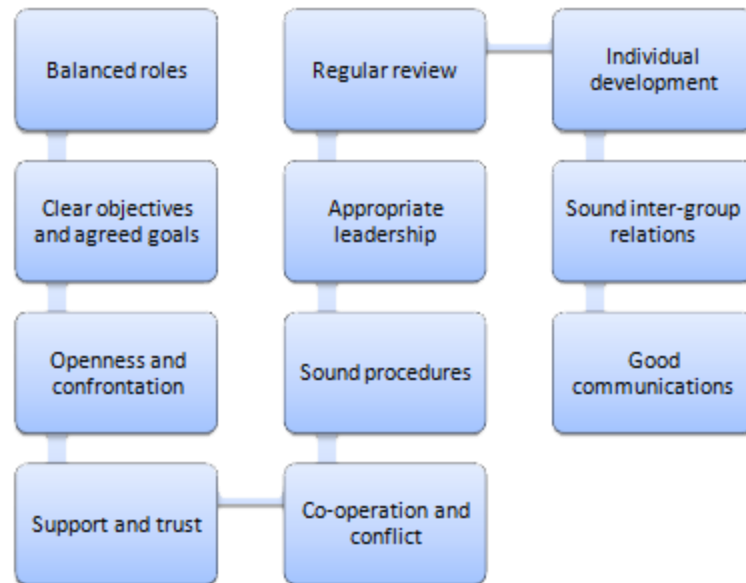 Balanced roles
Clear objectives
and agreed goals
Openness and
confrontation
Support and trust
Co-operation and
conflict
Sound procedures
Appropriate
leadership
Regular review
Individual
development
Sound inter-group
relations
Good
communications